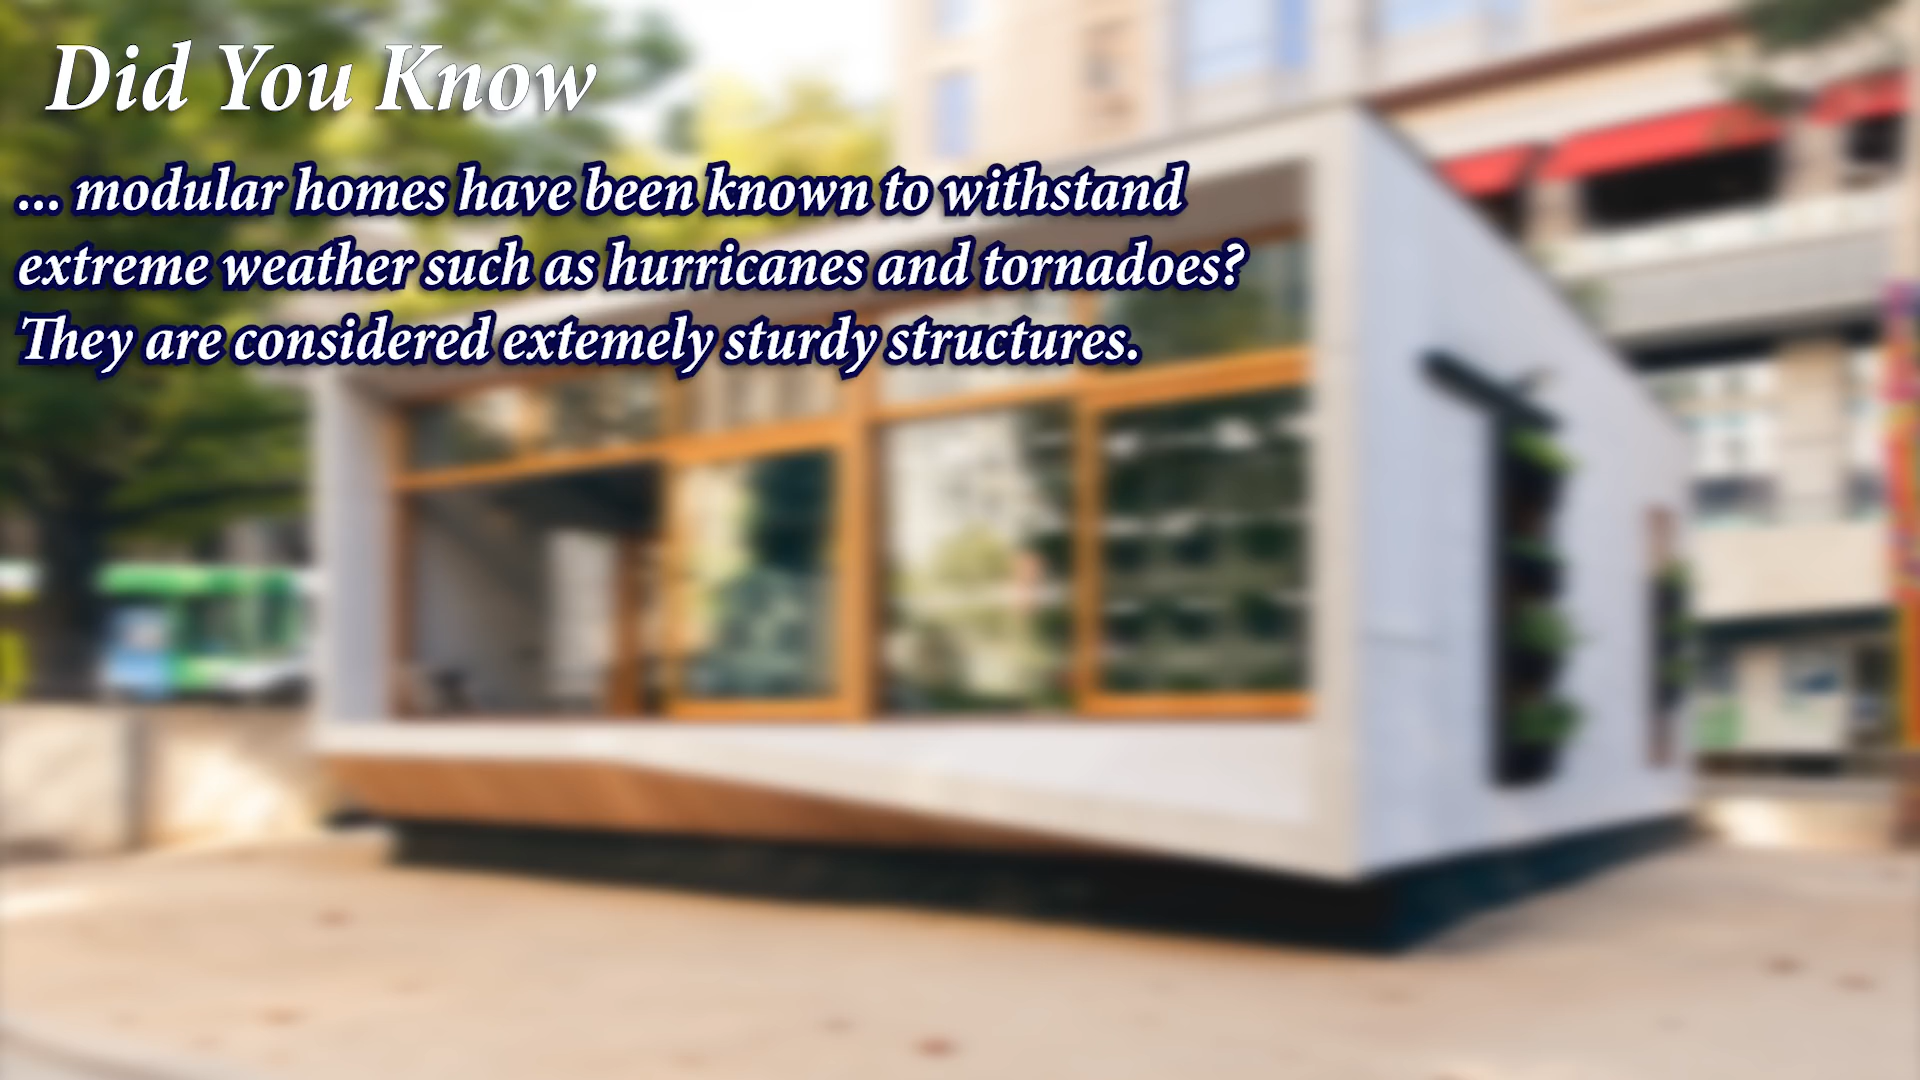 Did You Know
... modular homes have been known to withstand
extreme weather such as hurricanes and tornadoes?
They are considered extemely sturdy structures.